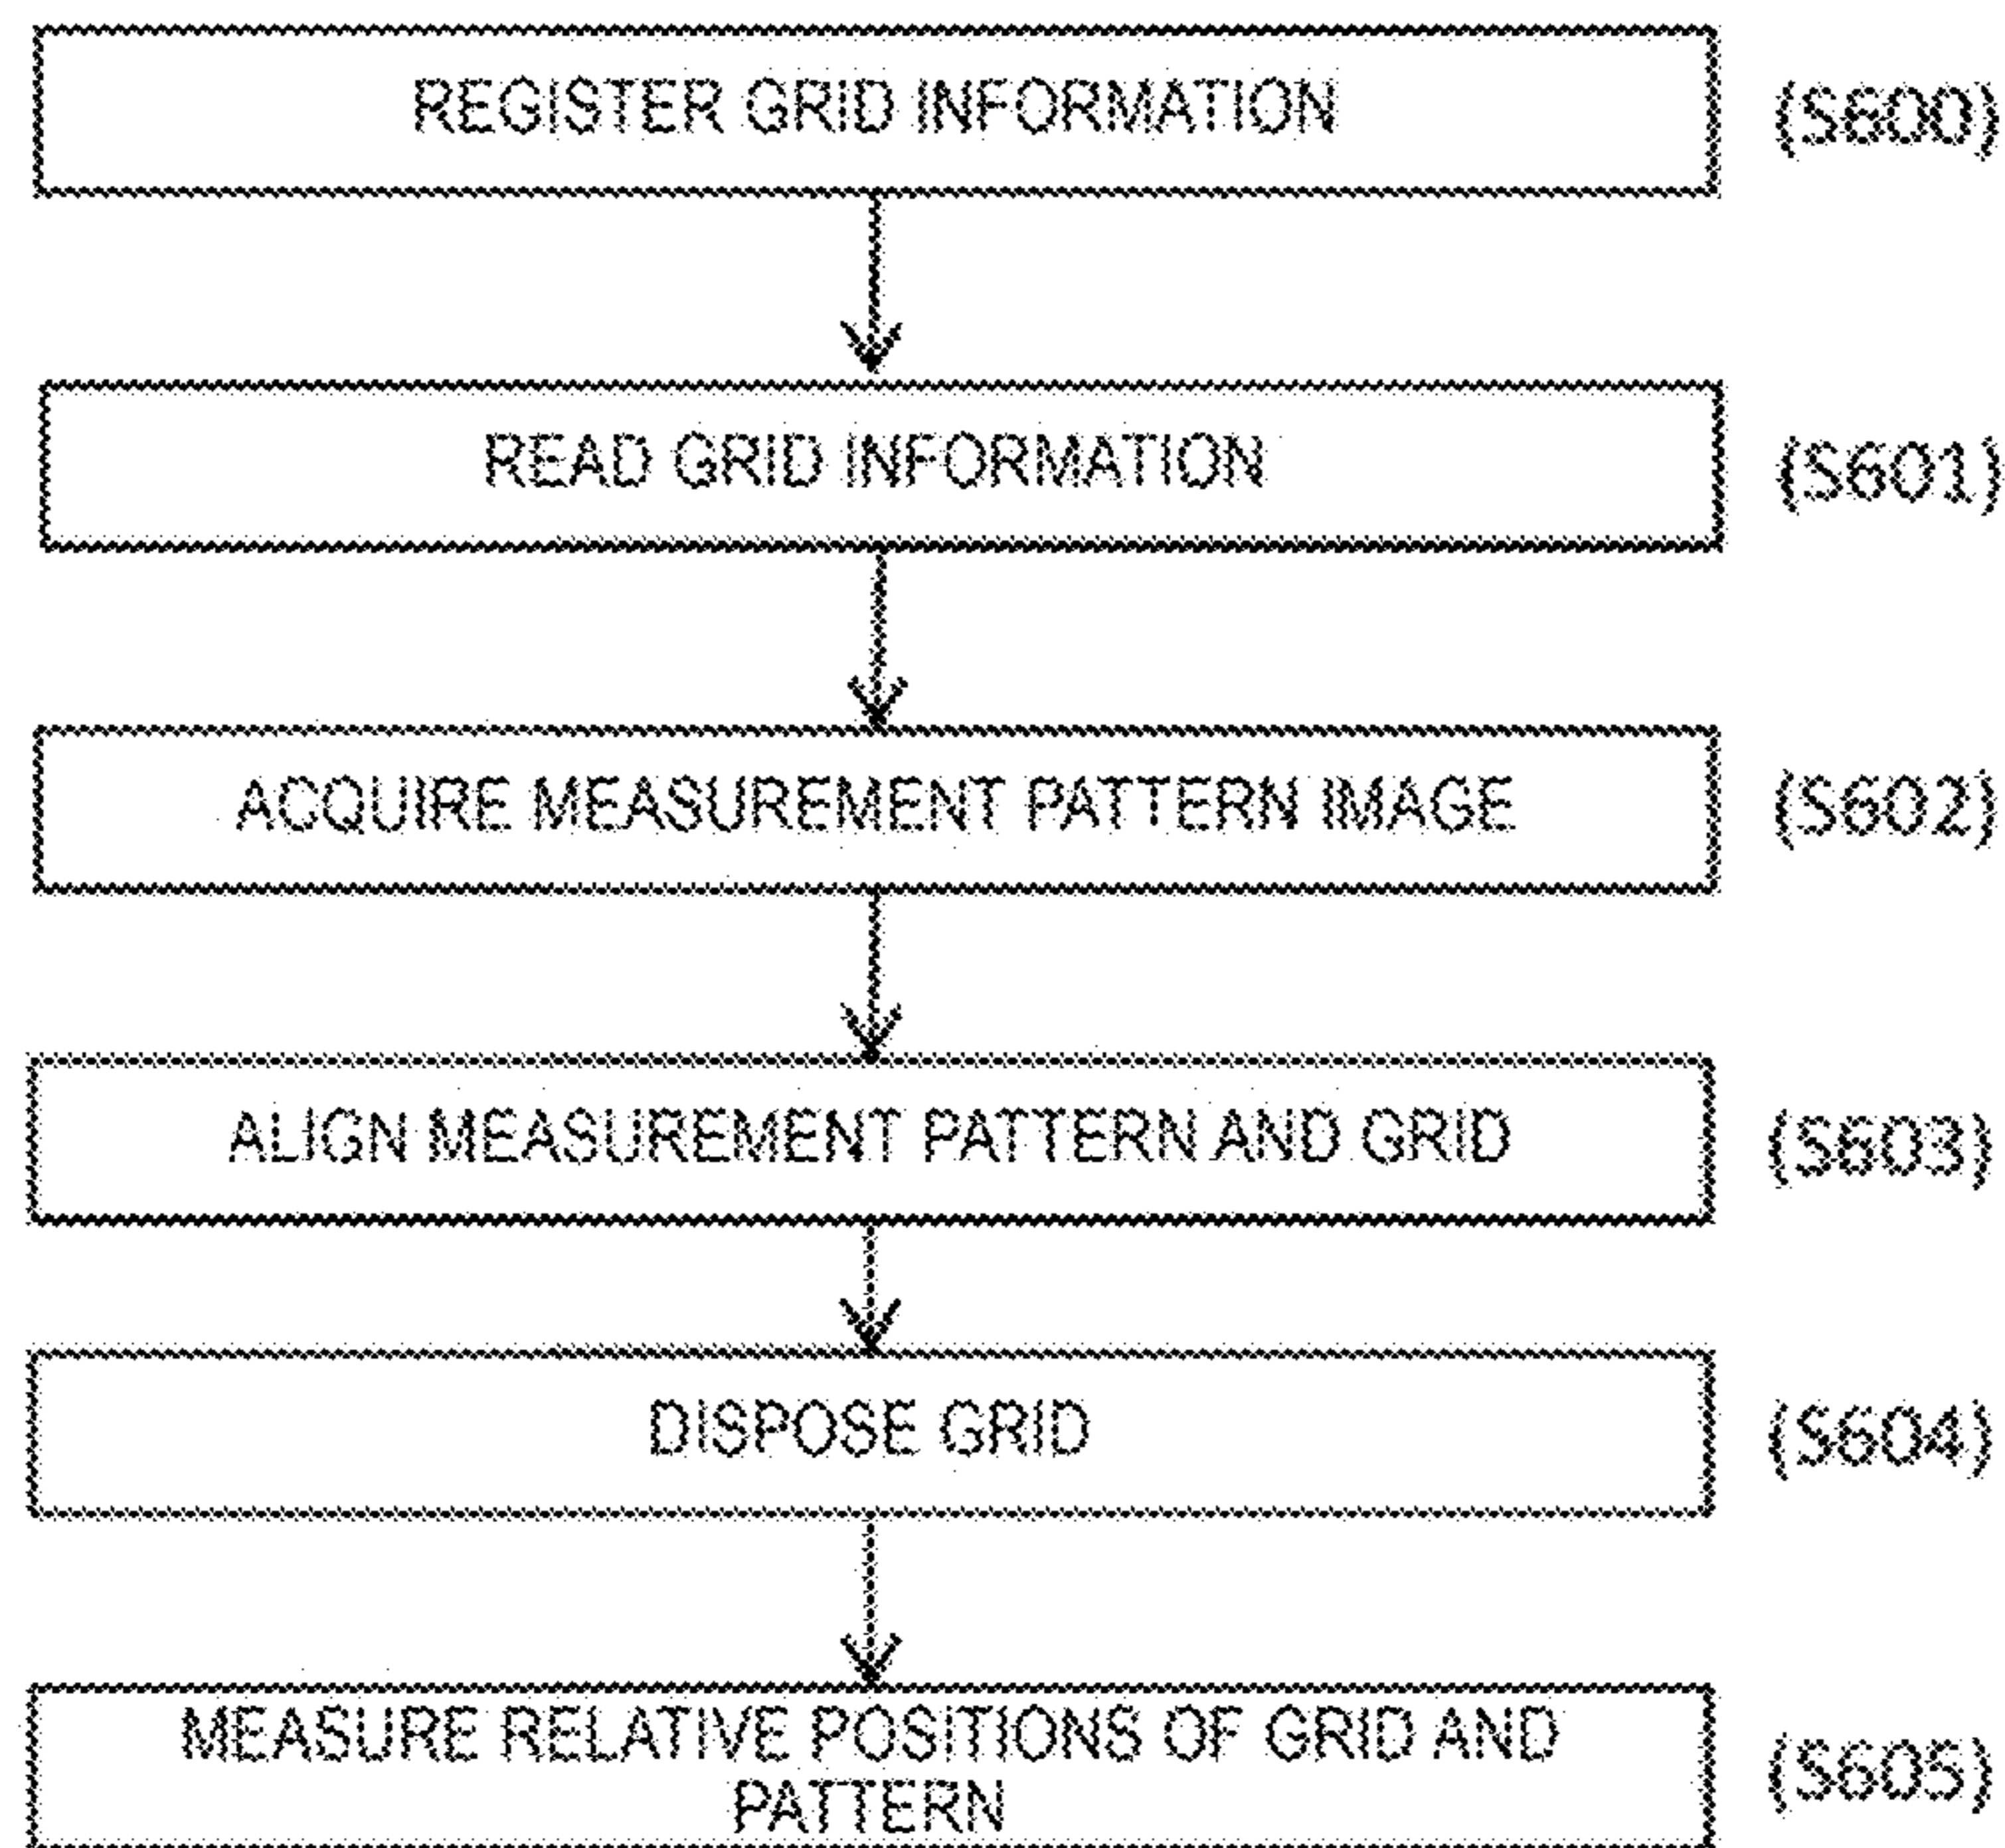 REGISTER GRID INFORMATION (S600)
READ GRID INFORMATION (S601)
ACQUIRE MEASUREMENT PATTERN IMAGE (S602)
ALIGN MEASUREMENT PATTERN AND GRID (S603)
DISPOSE GRID (S604)
MEASURE RELATIVE POSITIONS OF GRID AND
PATTERN (S605)